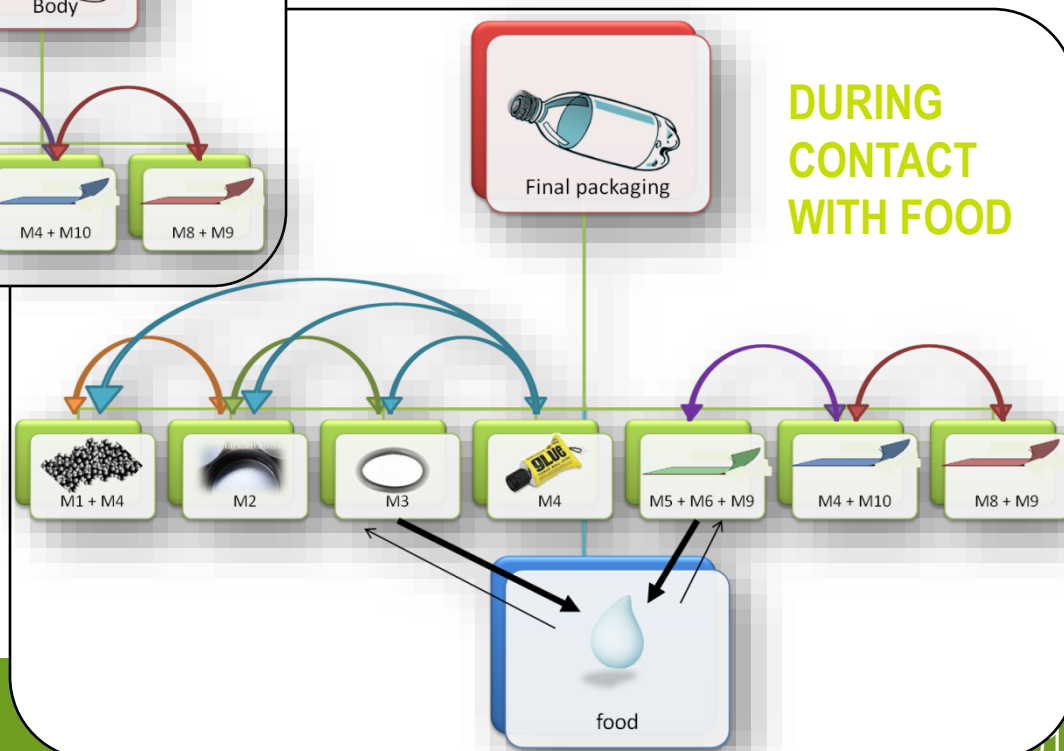 Body
M4 + M10
M8 + M9
DURING
CONTACT
WITH FOOD
Final packaging
M1 + M4
M2
M3
GLUE
M4
M5 + M6 + M9
M4 + M10
M8 + M9
food